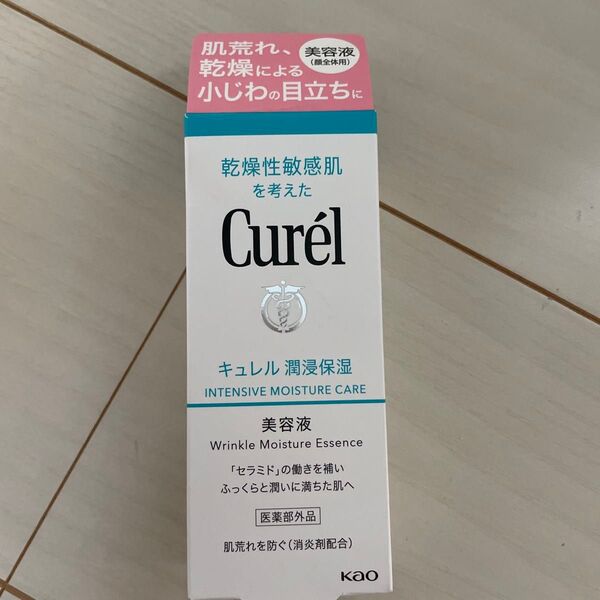 肌荒れ、
乾燥による
小じわの目立ちに
美容液
(顔全体用)
乾燥性敏感肌
を考えた
Curél
キュレル 潤浸保湿
INTENSIVE MOISTURE CARE
美容液
Wrinkle Moisture Essence
「セラミド」の働きを補い
ふっくらと潤いに満ちた肌へ
医薬部外品
肌荒れを防ぐ(消炎剤配合)
Kao